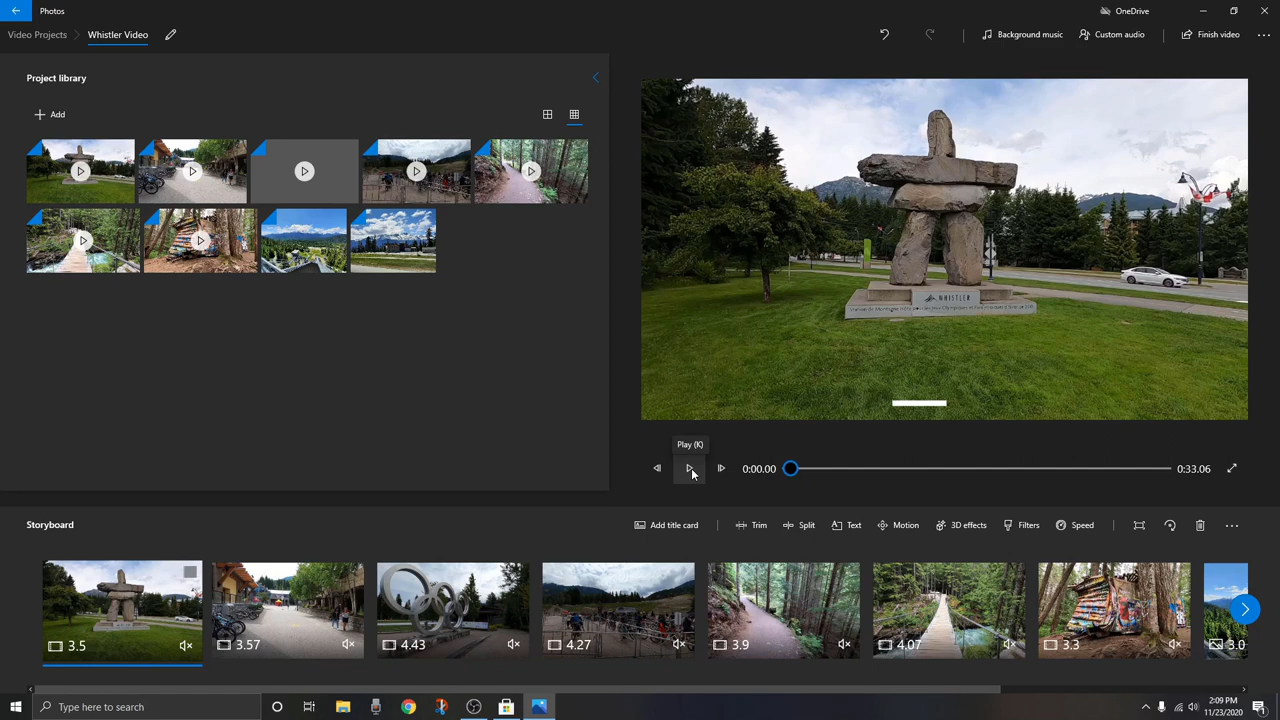 Photos
OneDrive
Video Projects
Whistler Video
Background music
Custom audio
Finish video
Project library
Add
WHISTLER
Play (K)
0:00.00
0:33.06
Storyboard
Add title card
Trim
Split
Text
Motion
3D effects
Filters
Speed
3.5
3.57
4.43
4.27
3.9
4.07
3.3
3.0
Type here to search
2:09 PM
11/23/2020